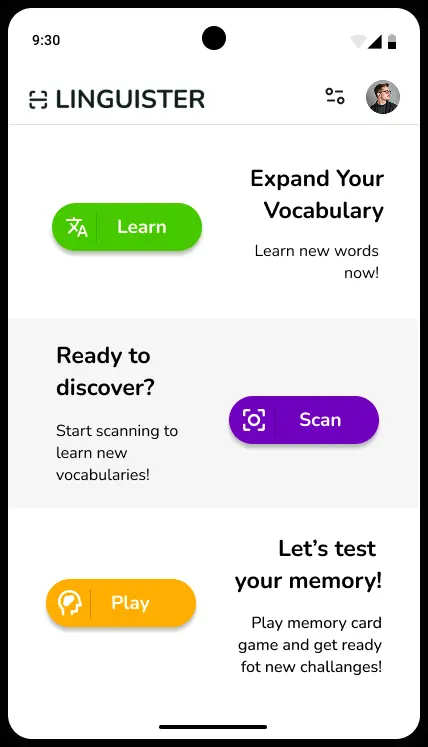 9:30
LINGUISTER
Expand Your
Vocabulary
Learn
Learn new words
now!
Ready to
discover?
Start scanning to
learn new
vocabularies!
Scan
Let’s test
your memory!
Play
Play memory card
game and get ready
fot new challanges!